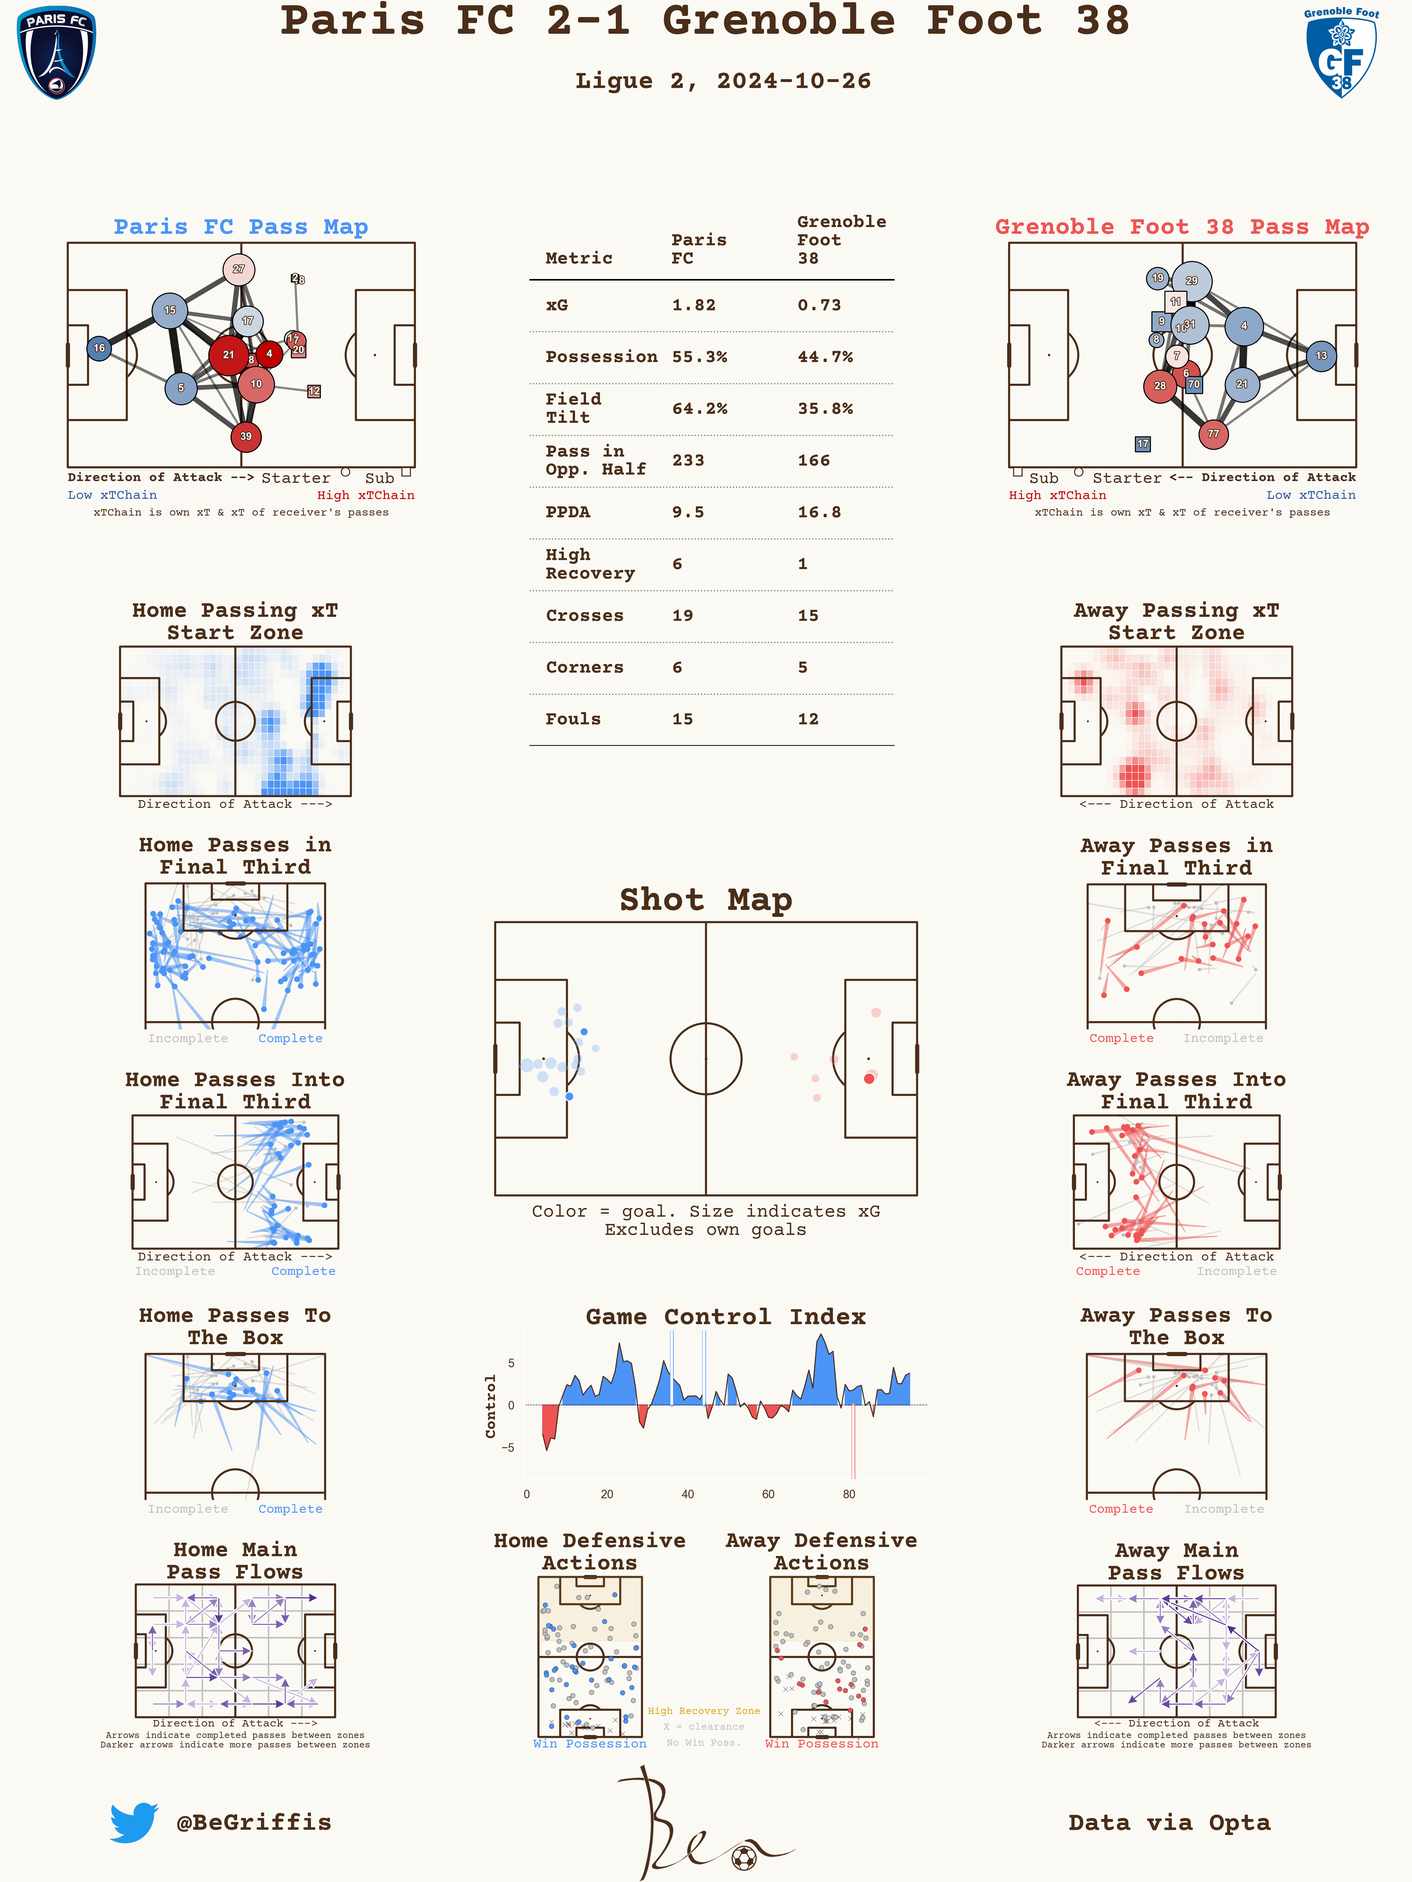 Paris FC 2-1 Grenoble Foot 38
Ligue 2, 2024-10-26
PARIS FC
Grenoble Foot
GF
38
Paris FC Pass Map
27
2
8
15
17
16
21
8
4
17
7
20
5
10
12
39
Direction of Attack --> Starter Sub
Low xTChain High xTChain
xTChain is own xT & xT of receiver's passes
Metric Paris FC Grenoble Foot 38
xG 1.82 0.73
Possession 55.3% 44.7%
Field Tilt 64.2% 35.8%
Pass in Opp. Half 233 166
PPDA 9.5 16.8
High Recovery 6 1
Crosses 19 15
Corners 6 5
Fouls 15 12
Grenoble Foot 38 Pass Map
19
29
11
9
10
31
4
8
7
13
6
28
70
21
77
17
Sub Starter <-- Direction of Attack
High xTChain Low xTChain
xTChain is own xT & xT of receiver's passes
Home Passing xT
Start Zone
Direction of Attack --->
Away Passing xT
Start Zone
<--- Direction of Attack
Home Passes in
Final Third
Incomplete Complete
Away Passes in
Final Third
Complete Incomplete
Shot Map
Color = goal. Size indicates xG
Excludes own goals
Home Passes Into
Final Third
Direction of Attack --->
Incomplete Complete
Away Passes Into
Final Third
<--- Direction of Attack
Complete Incomplete
Home Passes To
The Box
Incomplete Complete
Game Control Index
Control
5
0
−5
0 20 40 60 80
Away Passes To
The Box
Complete Incomplete
Home Main
Pass Flows
Direction of Attack --->
Arrows indicate completed passes between zones
Darker arrows indicate more passes between zones
Home Defensive
Actions
Win Possession
High Recovery Zone
X = clearance
No Win Poss.
Away Defensive
Actions
Win Possession
Away Main
Pass Flows
<--- Direction of Attack
Arrows indicate completed passes between zones
Darker arrows indicate more passes between zones
@BeGriffis
Ben
Data via Opta